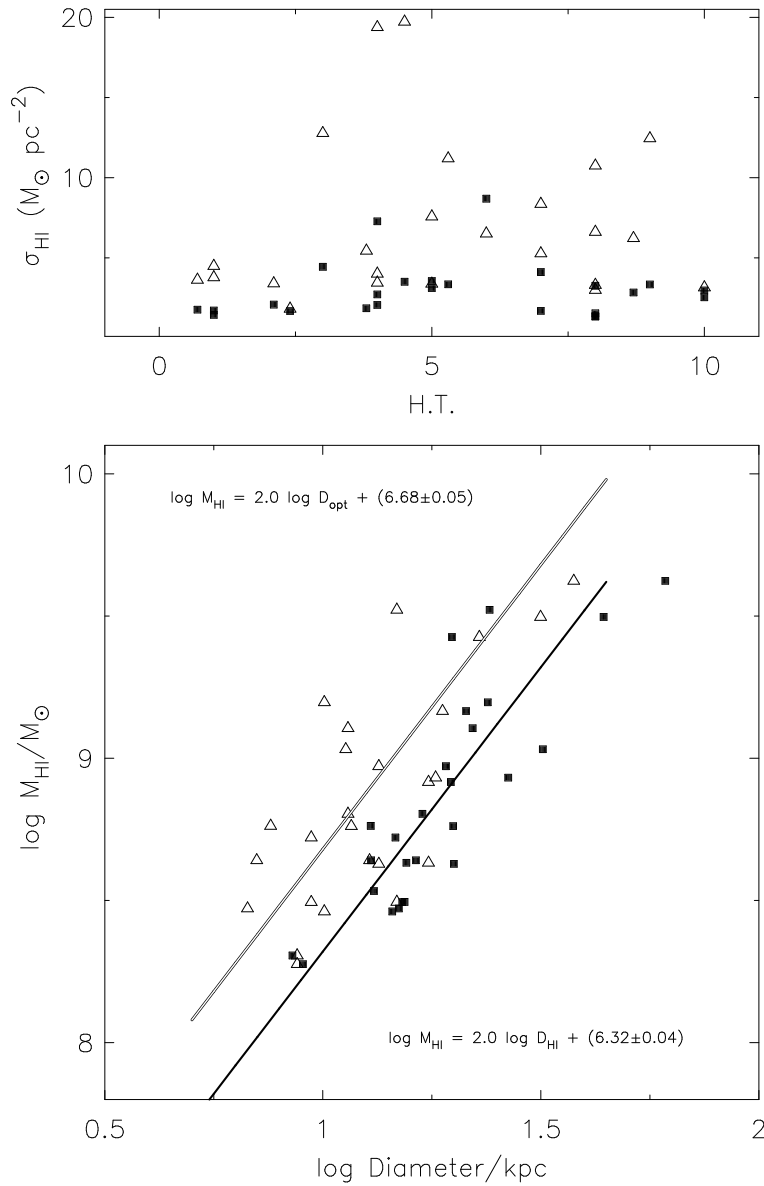 20
10
σHI (M⊙ pc−2)
0 5 10
H.T.
10
log MHI = 2.0 log Dopt + (6.68±0.05)
9
log MHI/M⊙
8
log MHI = 2.0 log DHI + (6.32±0.04)
0.5 1 1.5 2
log Diameter/kpc